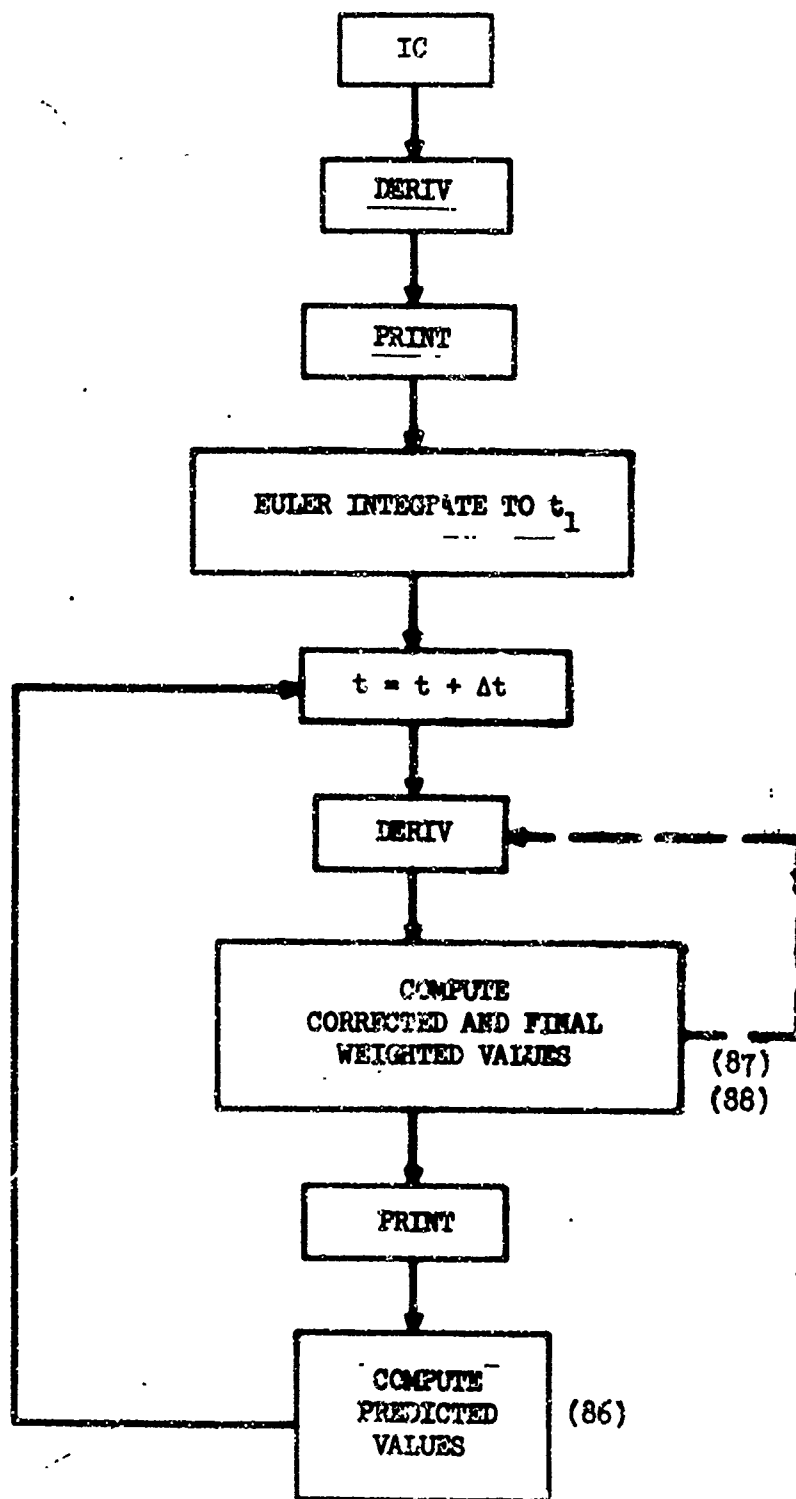 IC
DERIV
PRINT
EULER INTEGRATE TO t₁
t = t + Δt
DERIV
COMPUTE
CORRECTED AND FINAL
WEIGHTED VALUES
(87)
(88)
PRINT
COMPUTE
PREDICTED
VALUES
(86)